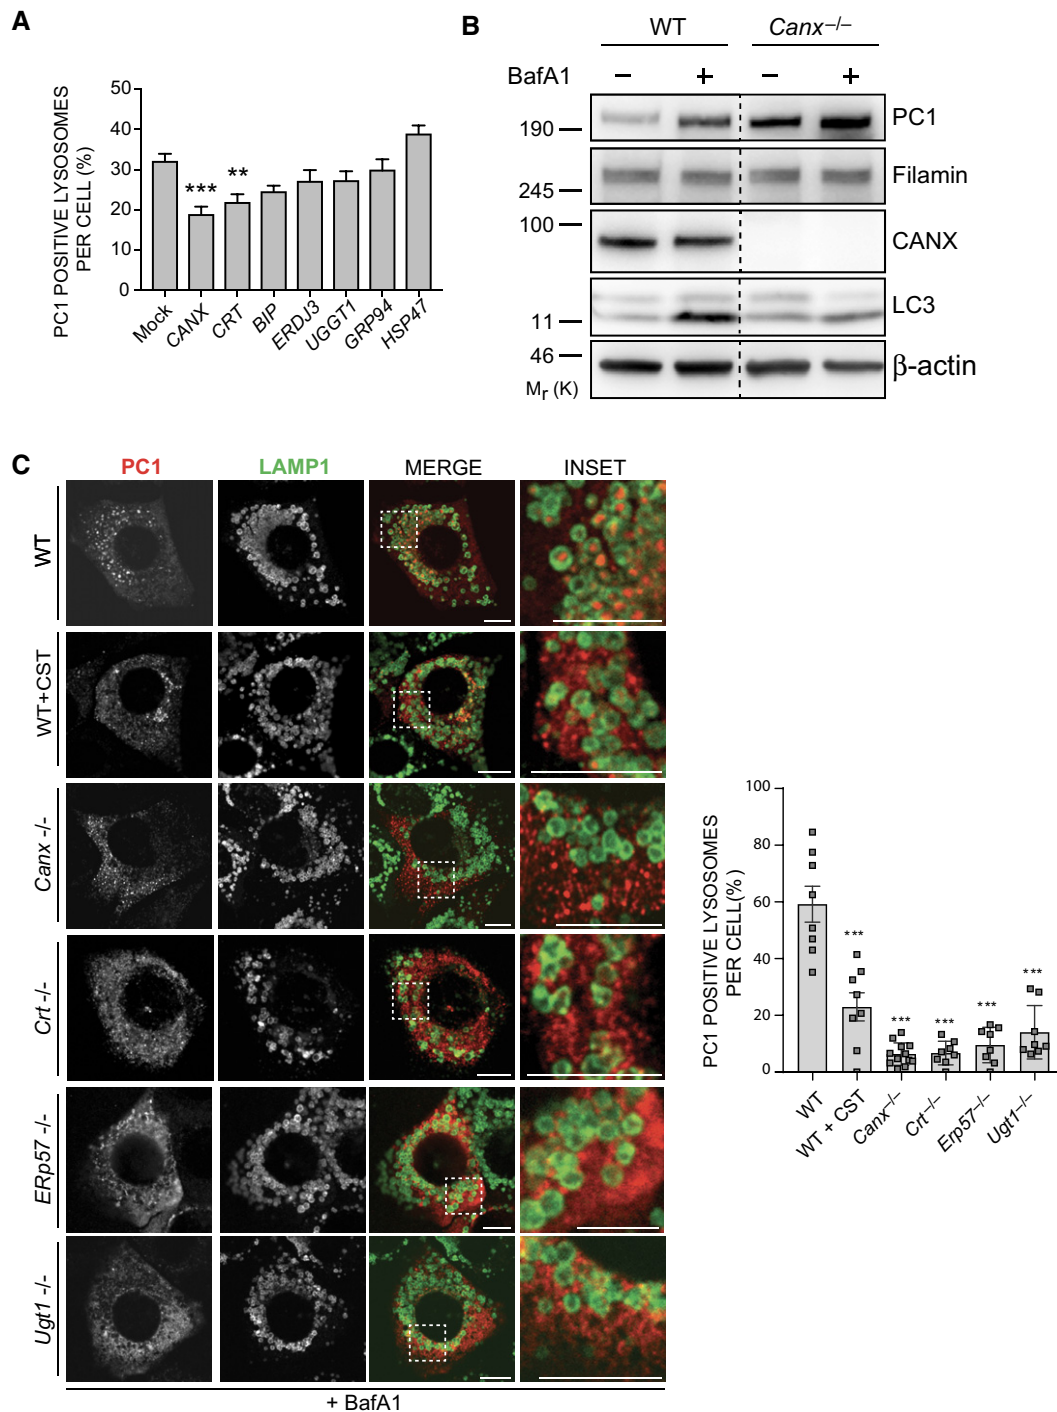 A
PC1 POSITIVE LYSOSOMES
PER CELL (%)
50
40
30
20
10
0
***
**
Mock
CANX
CRT
BIP
ERDJ3
UGGT1
GRP94
HSP47
B
WT
Canx–/–
BafA1
–
+
–
+
190
PC1
245
Filamin
100
CANX
11
LC3
46
β-actin
Mr (K)
C
PC1
LAMP1
MERGE
INSET
WT
WT+CST
Canx -/-
Crt -/-
ERp57 -/-
Ugt1 -/-
+ BafA1
PC1 POSITIVE LYSOSOMES
PER CELL(%)
100
80
60
40
20
0
***
***
***
***
***
WT
WT + CST
Canx–/–
Crt–/–
Erp57–/–
Ugt1–/–